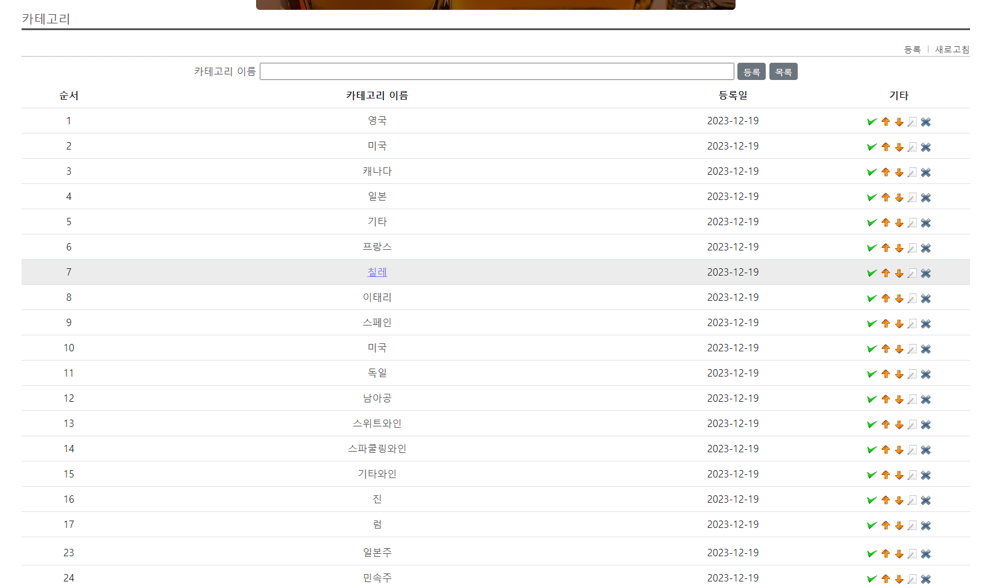 카테고리
등록 | 새로고침
카테고리 이름 등록 목록
순서 카테고리 이름 등록일 기타
1 영국 2023-12-19
2 미국 2023-12-19
3 캐나다 2023-12-19
4 일본 2023-12-19
5 기타 2023-12-19
6 프랑스 2023-12-19
7 칠레 2023-12-19
8 이태리 2023-12-19
9 스페인 2023-12-19
10 미국 2023-12-19
11 독일 2023-12-19
12 남아공 2023-12-19
13 스위트와인 2023-12-19
14 스파쿨링와인 2023-12-19
15 기타와인 2023-12-19
16 진 2023-12-19
17 럼 2023-12-19
23 일본주 2023-12-19
24 민속주 2023-12-19